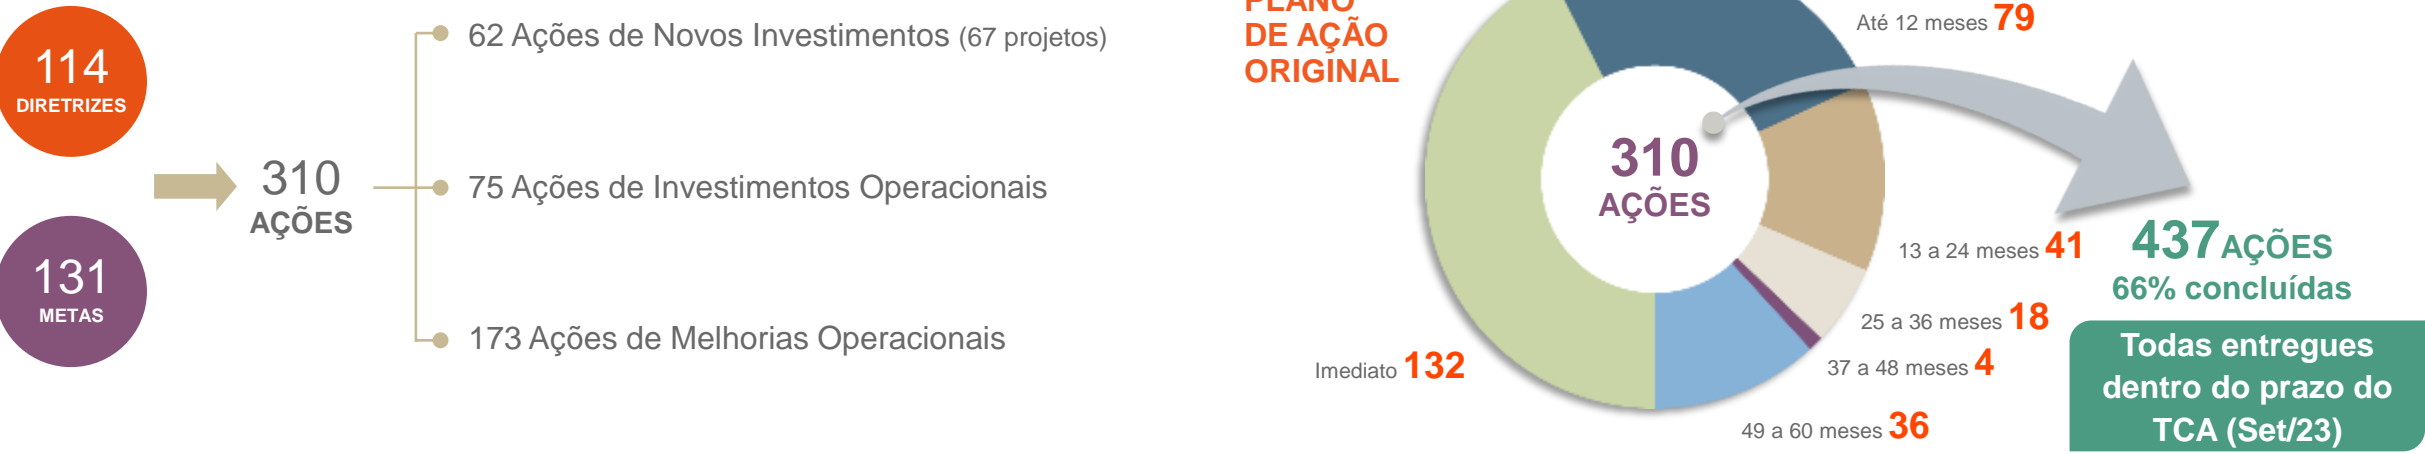 114
DIRETRIZES
131
METAS
310
AÇÕES
62 Ações de Novos Investimentos (67 projetos)
75 Ações de Investimentos Operacionais
173 Ações de Melhorias Operacionais
PLANO
DE AÇÃO
ORIGINAL
310
AÇÕES
Até 12 meses 79
13 a 24 meses 41
25 a 36 meses 18
37 a 48 meses 4
49 a 60 meses 36
Imediato 132
437 AÇÕES
66% concluídas
Todas entregues
dentro do prazo do
TCA (Set/23)